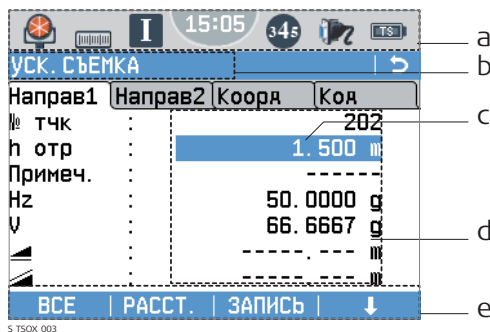 I 15:05 345 TS a
УСК. СЪЕМКА b
Направ1 Направ2 Коорд Код
№ тчк : 202 c
h отр : 1.500 m
Примеч. : ------
Hz : 50.0000 g
V : 66.6667 g d
: -----.--- m
: -----.--- m
ВСЕ РАССТ. ЗАПИСЬ e
S TSOX 003